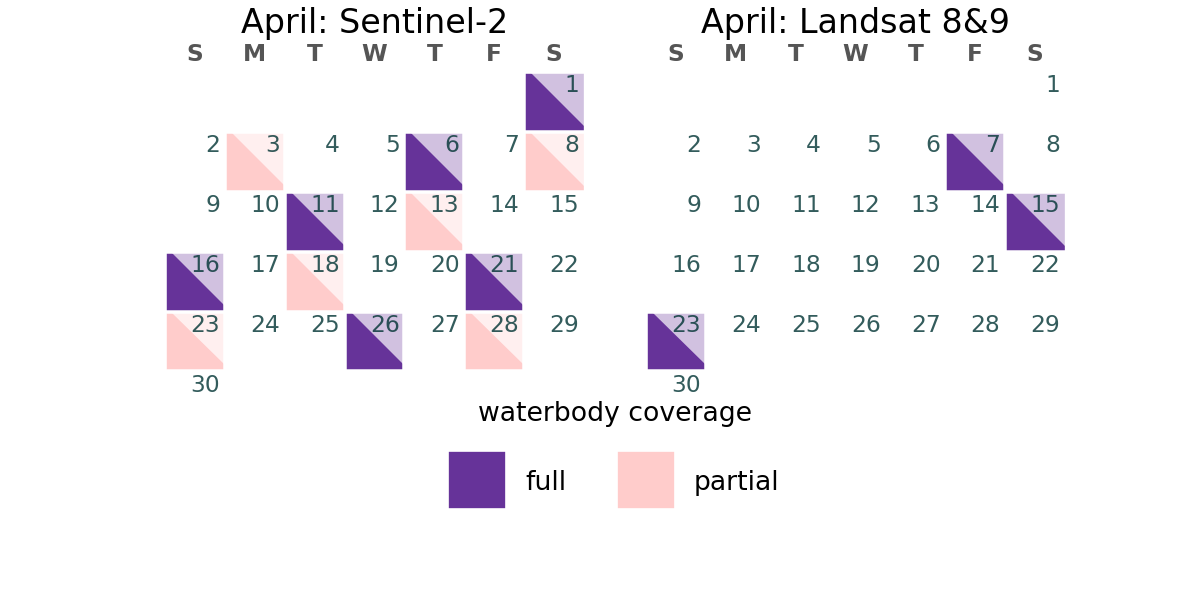 April: Sentinel-2
S M T W T F S
1
2 3 4 5 6 7 8
9 10 11 12 13 14 15
16 17 18 19 20 21 22
23 24 25 26 27 28 29
30
April: Landsat 8&9
S M T W T F S
1
2 3 4 5 6 7 8
9 10 11 12 13 14 15
16 17 18 19 20 21 22
23 24 25 26 27 28 29
30
waterbody coverage
full partial